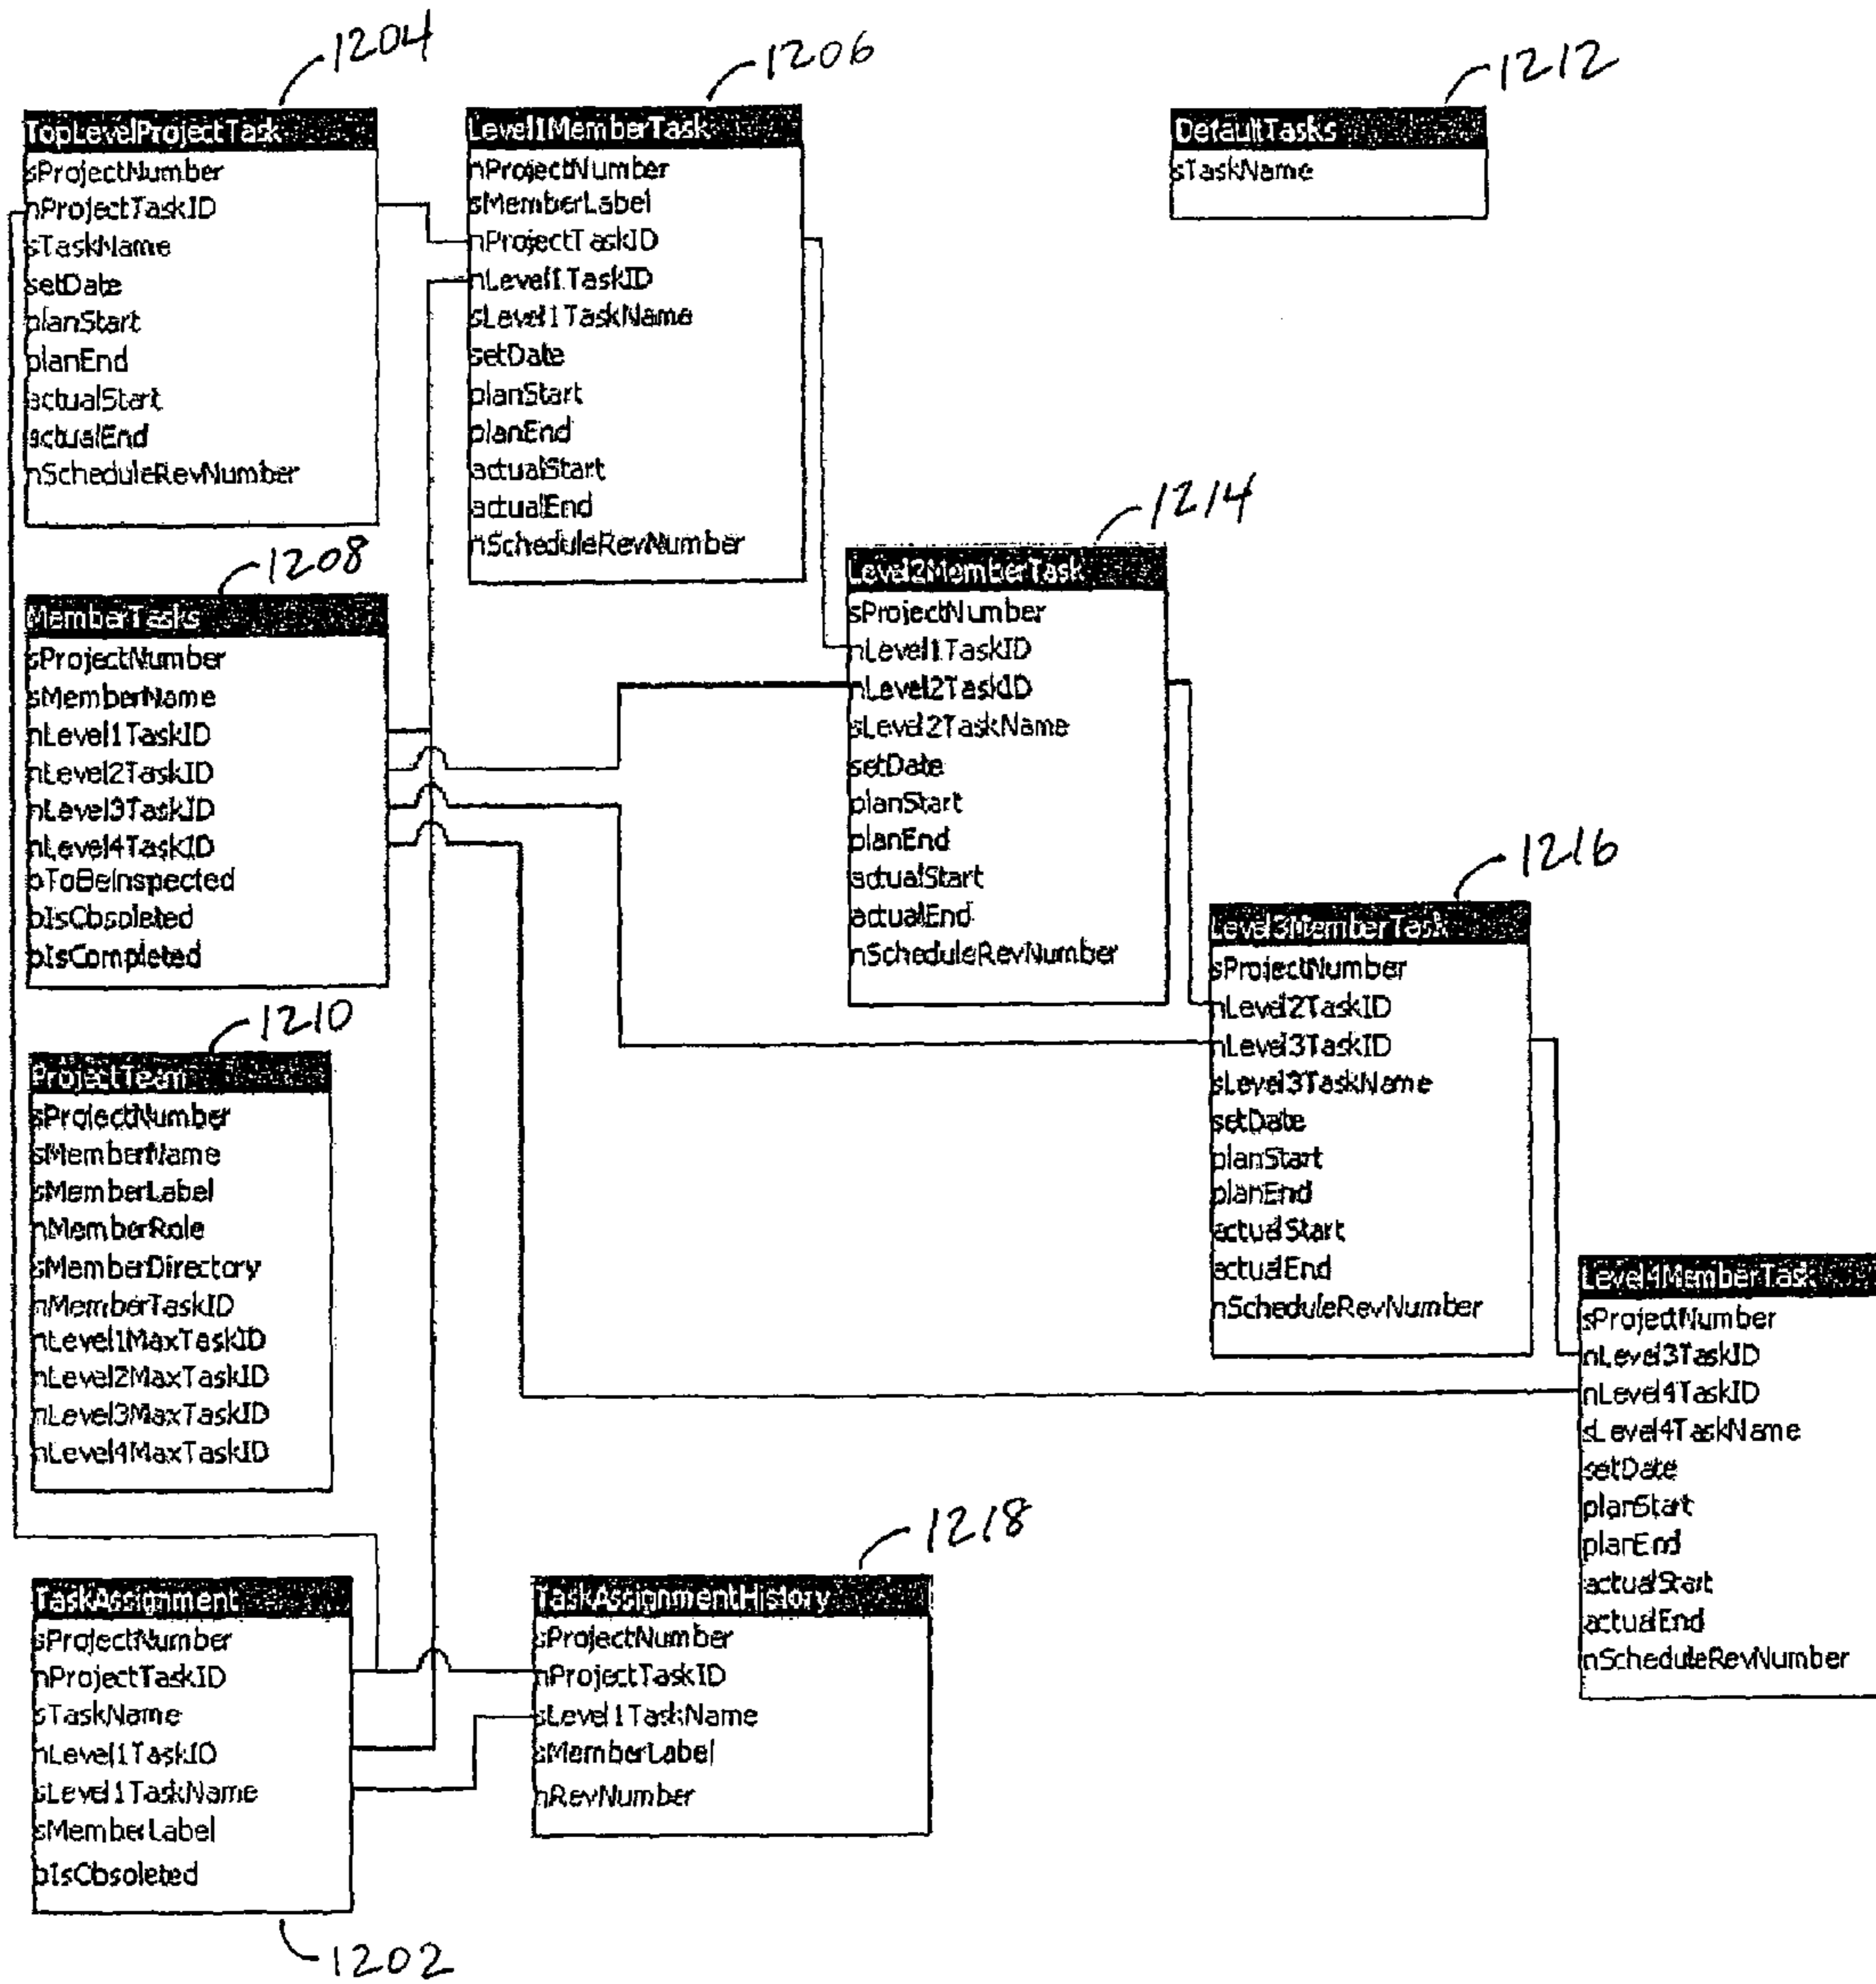 1204
TopLevelProjectTask
sProjectNumber
nProjectTaskID
sTaskName
setDate
planStart
planEnd
actualStart
actualEnd
nScheduleRevNumber
1206
Level1MemberTask
nProjectNumber
sMemberLabel
nProjectTaskID
nLevel1TaskID
sLevel1TaskName
setDate
planStart
planEnd
actualStart
actualEnd
nScheduleRevNumber
1212
DefaultTasks
sTaskName
1208
MemberTasks
sProjectNumber
sMemberName
nLevel1TaskID
nLevel2TaskID
nLevel3TaskID
nLevel4TaskID
bToBeInspected
bIsObsoleted
bIsCompleted
1214
Level2MemberTask
sProjectNumber
nLevel1TaskID
nLevel2TaskID
sLevel2TaskName
setDate
planStart
planEnd
actualStart
actualEnd
nScheduleRevNumber
1216
Level3MemberTask
sProjectNumber
nLevel2TaskID
nLevel3TaskID
sLevel3TaskName
setDate
planStart
planEnd
actualStart
actualEnd
nScheduleRevNumber
1210
ProjectTeam
sProjectNumber
sMemberName
sMemberLabel
nMemberRole
sMemberDirectory
nMemberTaskID
nLevel1MaxTaskID
nLevel2MaxTaskID
nLevel3MaxTaskID
nLevel4MaxTaskID
Level4MemberTask
sProjectNumber
nLevel3TaskID
nLevel4TaskID
sLevel4TaskName
setDate
planStart
planEnd
actualStart
actualEnd
nScheduleRevNumber
TaskAssignment
sProjectNumber
nProjectTaskID
sTaskName
nLevel1TaskID
sLevel1TaskName
sMemberLabel
bIsObsoleted
1202
1218
TaskAssignmentHistory
sProjectNumber
nProjectTaskID
sLevel1TaskName
sMemberLabel
nRevNumber